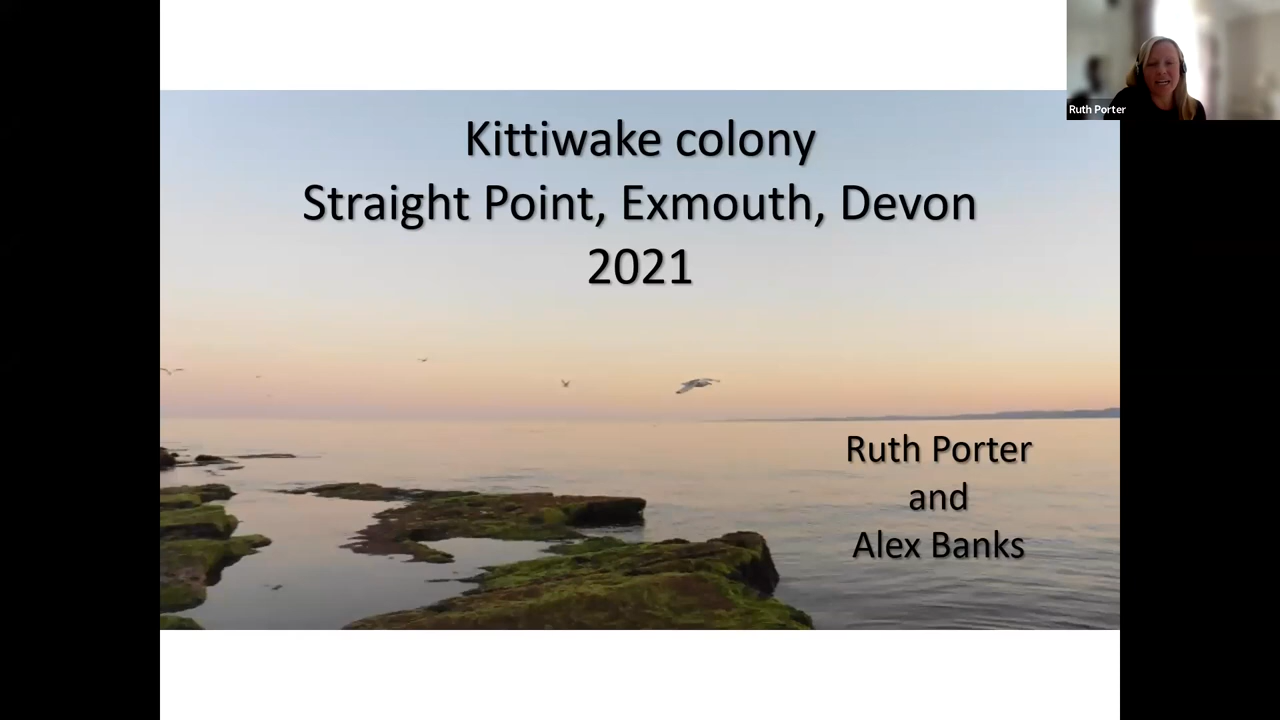 Kittiwake colony
Straight Point, Exmouth, Devon
2021
Ruth Porter
Ruth Porter
and
Alex Banks